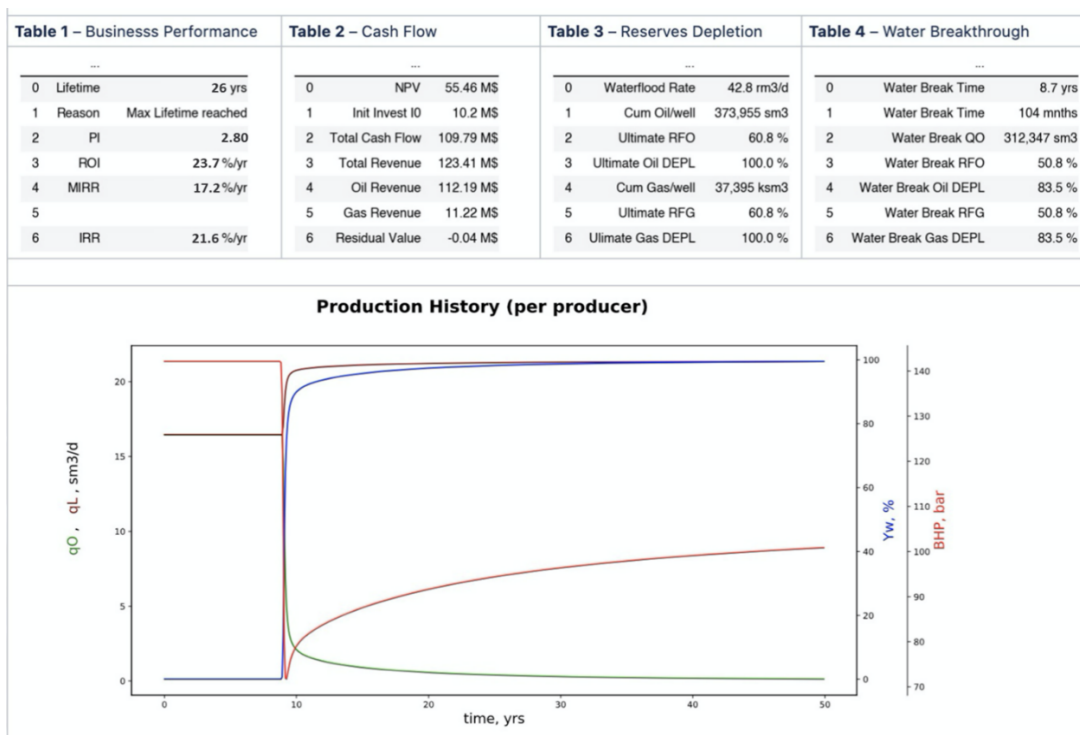 Table 1 – Businesss Performance
...
0 Lifetime 26 yrs
1 Reason Max Lifetime reached
2 PI 2.80
3 ROI 23.7 %/yr
4 MIRR 17.2 %/yr
5
6 IRR 21.6 %/yr
Table 2 – Cash Flow
...
0 NPV 55.46 M$
1 Init Invest I0 10.2 M$
2 Total Cash Flow 109.79 M$
3 Total Revenue 123.41 M$
4 Oil Revenue 112.19 M$
5 Gas Revenue 11.22 M$
6 Residual Value -0.04 M$
Table 3 – Reserves Depletion
...
0 Waterflood Rate 42.8 rm3/d
1 Cum Oil/well 373,955 sm3
2 Ultimate RFO 60.8 %
3 Ultimate Oil DEPL 100.0 %
4 Cum Gas/well 37,395 ksm3
5 Ultimate RFG 60.8 %
6 Ulimate Gas DEPL 100.0 %
Table 4 – Water Breakthrough
...
0 Water Break Time 8.7 yrs
1 Water Break Time 104 mnths
2 Water Break QO 312,347 sm3
3 Water Break RFO 50.8 %
4 Water Break Oil DEPL 83.5 %
5 Water Break RFG 50.8 %
6 Water Break Gas DEPL 83.5 %
Production History (per producer)
qO , qL , sm3/d
20
15
10
5
0
0 10 20 30 40 50
time, yrs
100
80
60
40
20
0
Yw, %
140
130
120
110
100
90
80
70
BHP, bar